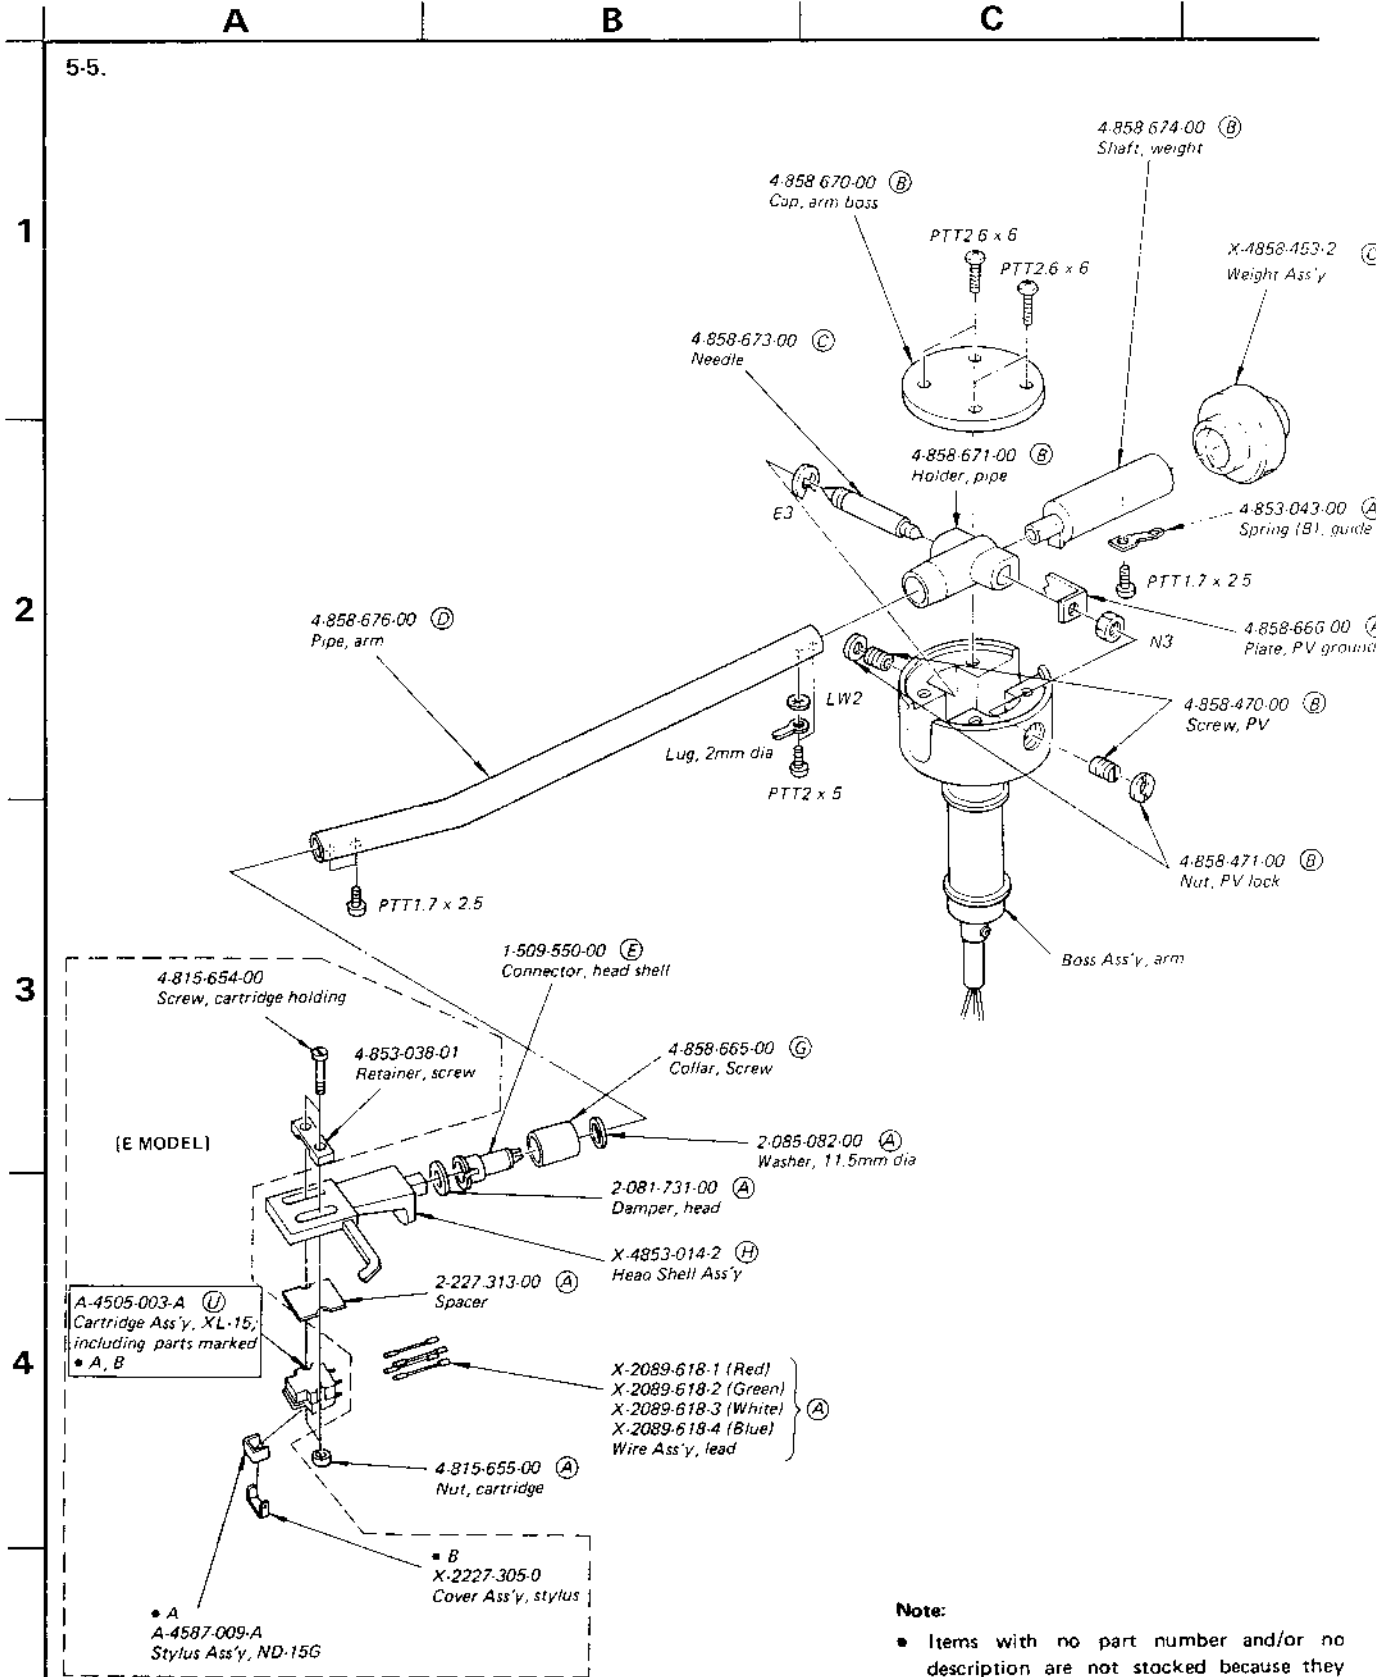 A B C
5-5.
1
4-858 674-00 (B)
Shaft, weight
4-858 670-00 (B)
Cap, arm boss
PTT2 6 x 6
PTT2.6 x 6
X-4858-453-2
Weight Ass'y
4-858-673-00 (C)
Needle
4-858-671-00 (B)
Holder, pipe
E3
4-853-043-00 (A
Spring (B), guide
PTT1.7 x 2 5
2
4-858-676-00 (D)
Pipe, arm
4-858-666 00 (A
Plate, PV ground
N3
LW2
4-858-470-00 (B)
Screw, PV
Lug, 2mm dia
PTT2 x 5
4-858-471-00 (B)
Nut, PV lock
PTT1.7 x 2.5
Boss Ass'y, arm
3
1-509-550-00 (E)
Connector, head shell
4-815-654-00
Screw, cartridge holding
4-853-038-01
Retainer, screw
4-858-665-00 (G)
Collar, Screw
[E MODEL]
2-085-082-00 (A)
Washer, 11.5mm dia
2-081-731-00 (A)
Damper, head
X-4853-014-2 (H)
Head Shell Ass'y
2-227-313-00 (A)
Spacer
A-4505-003-A (U)
Cartridge Ass'y, XL-15,
including parts marked
• A, B
4
X-2089-618-1 (Red)
X-2089-618-2 (Green)
X-2089-618-3 (White)
X-2089-618-4 (Blue)
Wire Ass'y, lead
(A)
4-815-655-00 (A)
Nut, cartridge
• B
X-2227-305-0
Cover Ass'y, stylus
• A
A-4587-009-A
Stylus Ass'y, ND-15G
Note:
• Items with no part number and/or no
description are not stocked because they